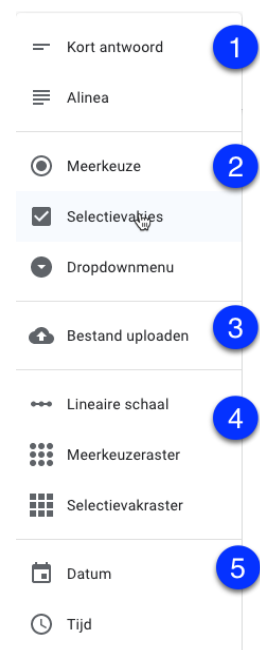 Kort antwoord 1
Alinea
Meerkeuze 2
Selectievakjes
Dropdownmenu
Bestand uploaden 3
Lineaire schaal 4
Meerkeuzeraster
Selectievakraster
Datum 5
Tijd